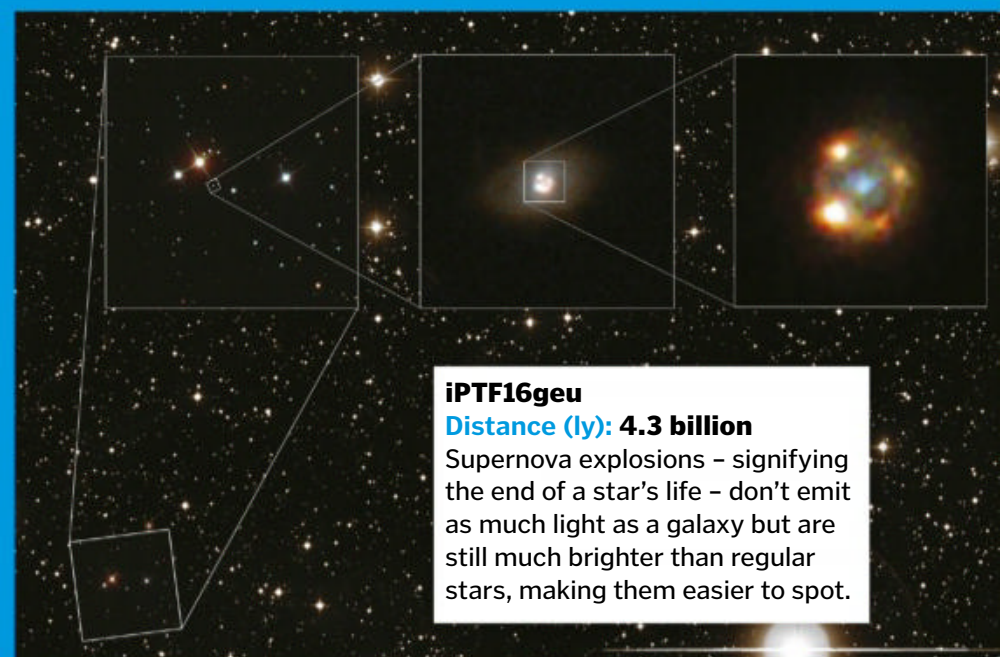 iPTF16geu
Distance (ly): 4.3 billion
Supernova explosions – signifying
the end of a star’s life – don’t emit
as much light as a galaxy but are
still much brighter than regular
stars, making them easier to spot.